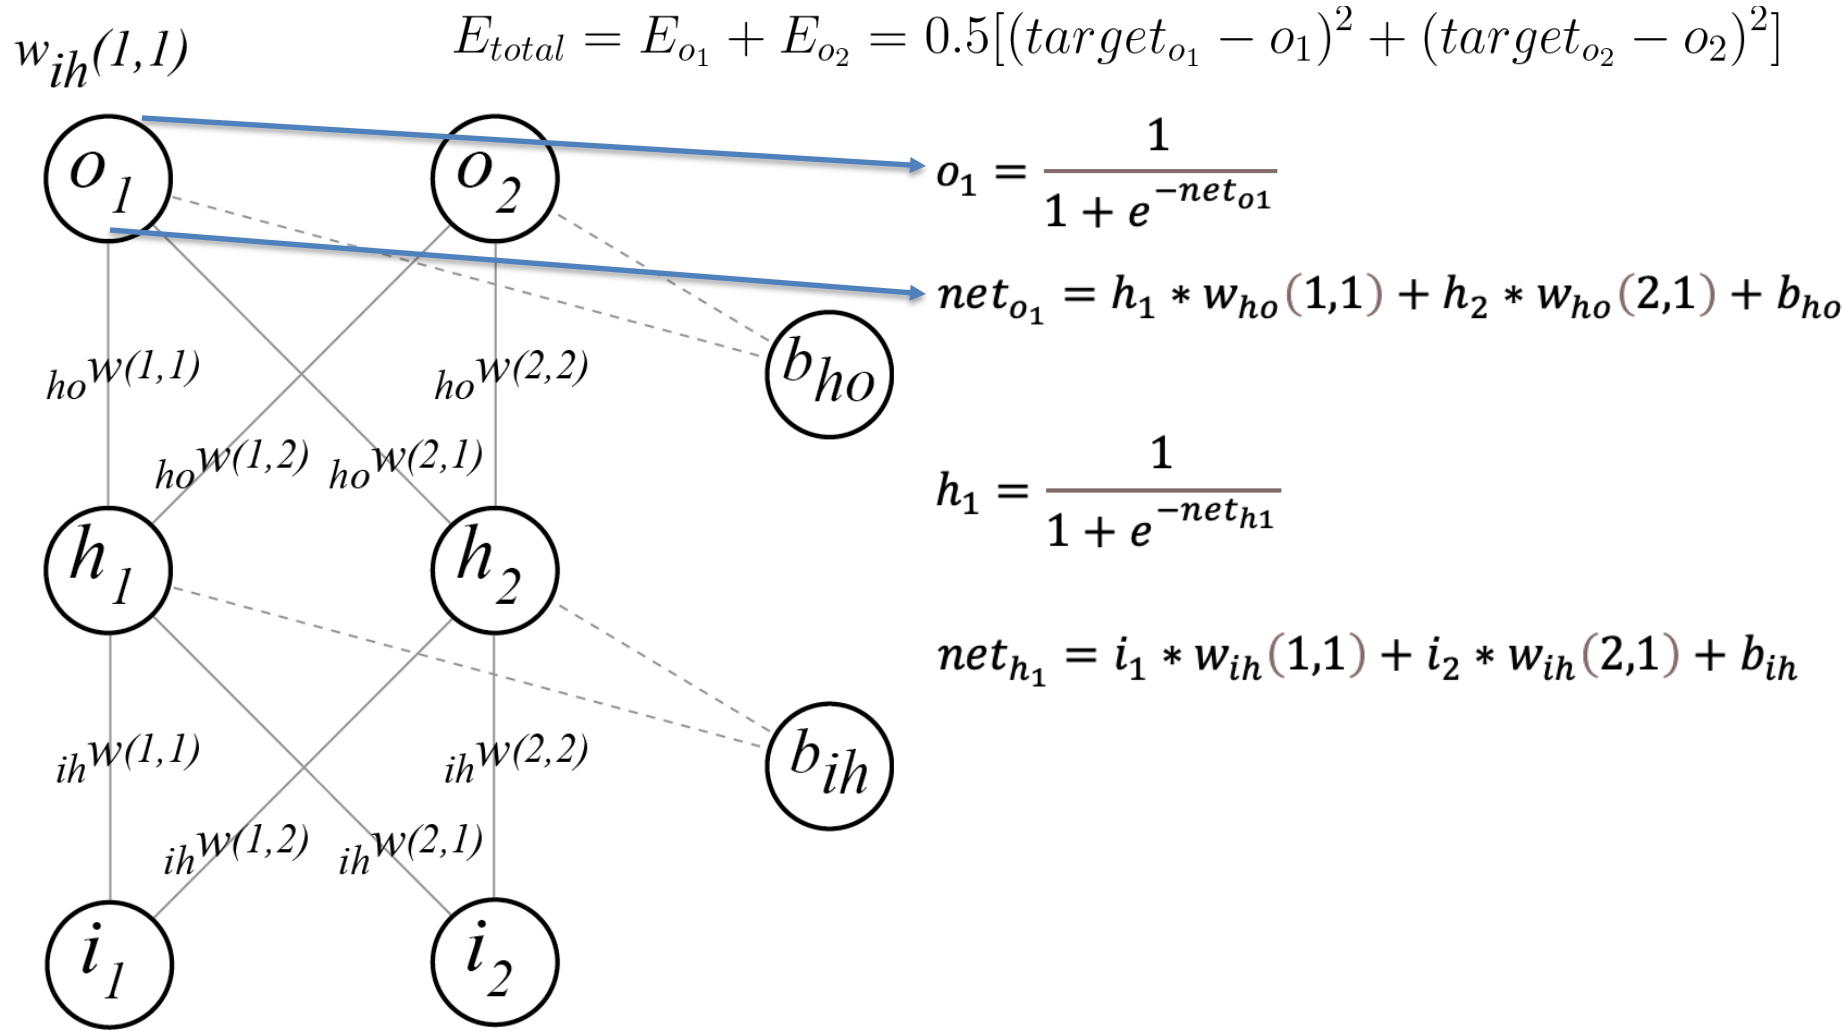 w_ih(1,1)
E_total = E_o₁ + E_o₂ = 0.5[(target_o₁ − o₁)² + (target_o₂ − o₂)²]
o₁ o₂
o₁ = 1 / (1 + e^(−net_o1))
net_o₁ = h₁ * w_ho(1,1) + h₂ * w_ho(2,1) + b_ho
ho w(1,1) ho w(2,2) b_ho
ho w(1,2) ho w(2,1)
h₁ = 1 / (1 + e^(−net_h1))
h₁ h₂
net_h₁ = i₁ * w_ih(1,1) + i₂ * w_ih(2,1) + b_ih
ih w(1,1) ih w(2,2) b_ih
ih w(1,2) ih w(2,1)
i₁ i₂